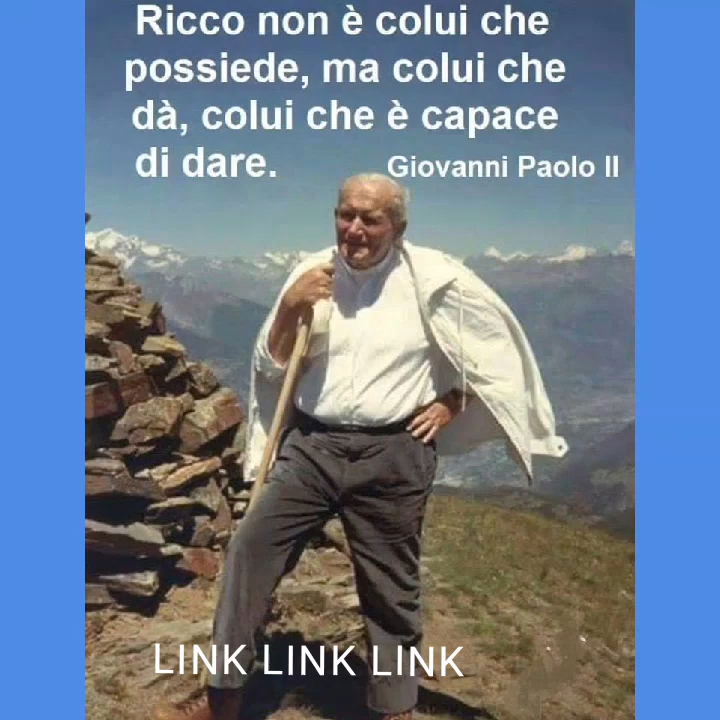 Ricco non è colui che
possiede, ma colui che
dà, colui che è capace
di dare. Giovanni Paolo II
LINK LINK LINK